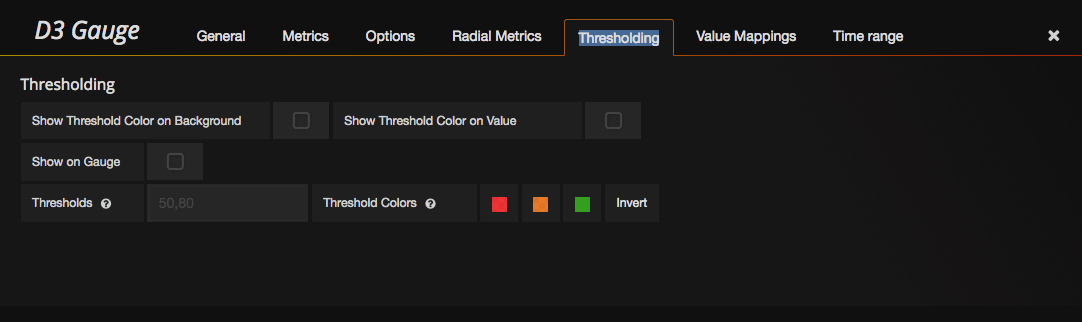 D3 Gauge General Metrics Options Radial Metrics Thresholding Value Mappings Time range
Thresholding
Show Threshold Color on Background Show Threshold Color on Value
Show on Gauge
Thresholds 50,80 Threshold Colors Invert